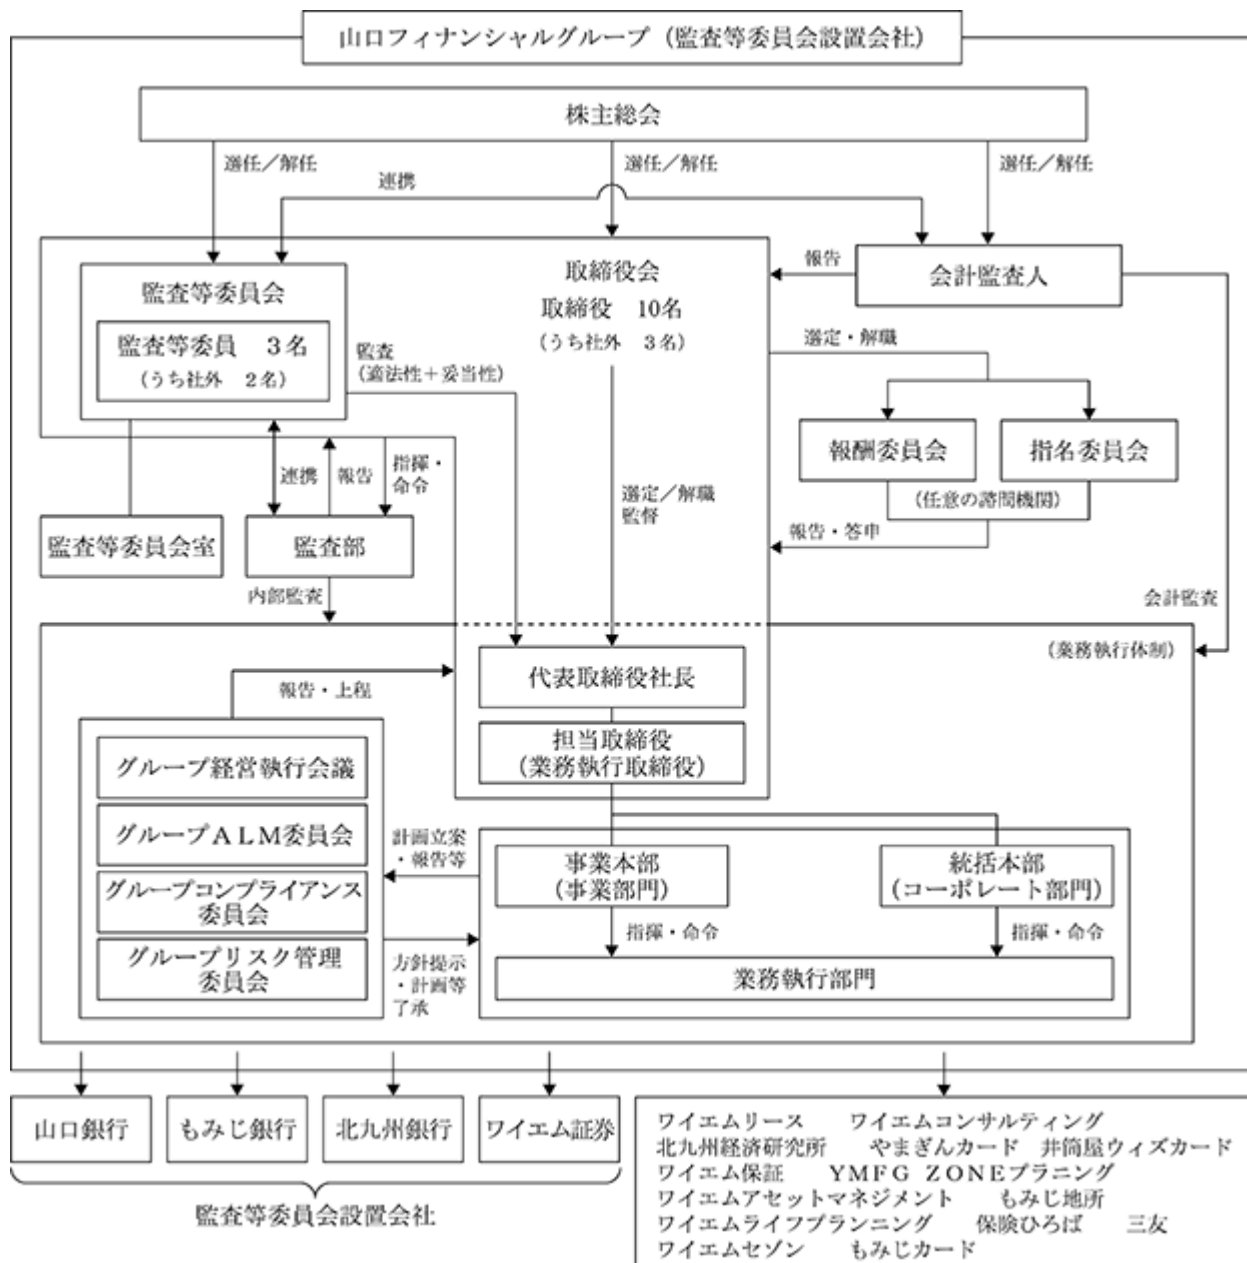 山口フィナンシャルグループ（監査等委員会設置会社）
株主総会
選任／解任
選任／解任
選任／解任
連携
監査等委員会
監査等委員　３名
（うち社外　２名）
取締役会
取締役　10名
（うち社外　３名）
報告
会計監査人
監査
（適法性＋妥当性）
選定・解職
報酬委員会
指名委員会
（任意の諮問機関）
連携
報告
指揮・
命令
選定／解職
監督
報告・答申
監査等委員会室
監査部
内部監査
会計監査
（業務執行体制）
代表取締役社長
報告・上程
担当取締役
（業務執行取締役）
グループ経営執行会議
グループＡＬＭ委員会
グループコンプライアンス
委員会
グループリスク管理
委員会
計画立案
・報告等
方針提示
・計画等
了承
事業本部
（事業部門）
統括本部
（コーポレート部門）
指揮・命令
指揮・命令
業務執行部門
山口銀行
もみじ銀行
北九州銀行
ワイエム証券
監査等委員会設置会社
ワイエムリース　ワイエムコンサルティング
北九州経済研究所　やまぎんカード　井筒屋ウィズカード
ワイエム保証　ＹＭＦＧ ＺＯＮＥプラニング
ワイエムアセットマネジメント　もみじ地所
ワイエムライフプランニング　保険ひろば　三友
ワイエムセゾン　もみじカード